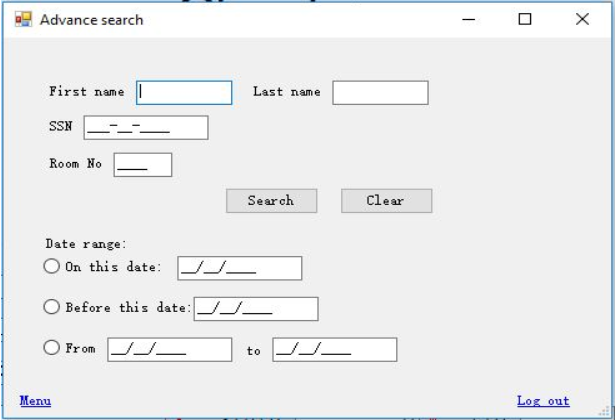 Advance search
First name Last name
SSN ___-__-____
Room No ____
Search Clear
Date range:
On this date: __/__/____
Before this date: __/__/____
From __/__/____ to __/__/____
Menu Log out